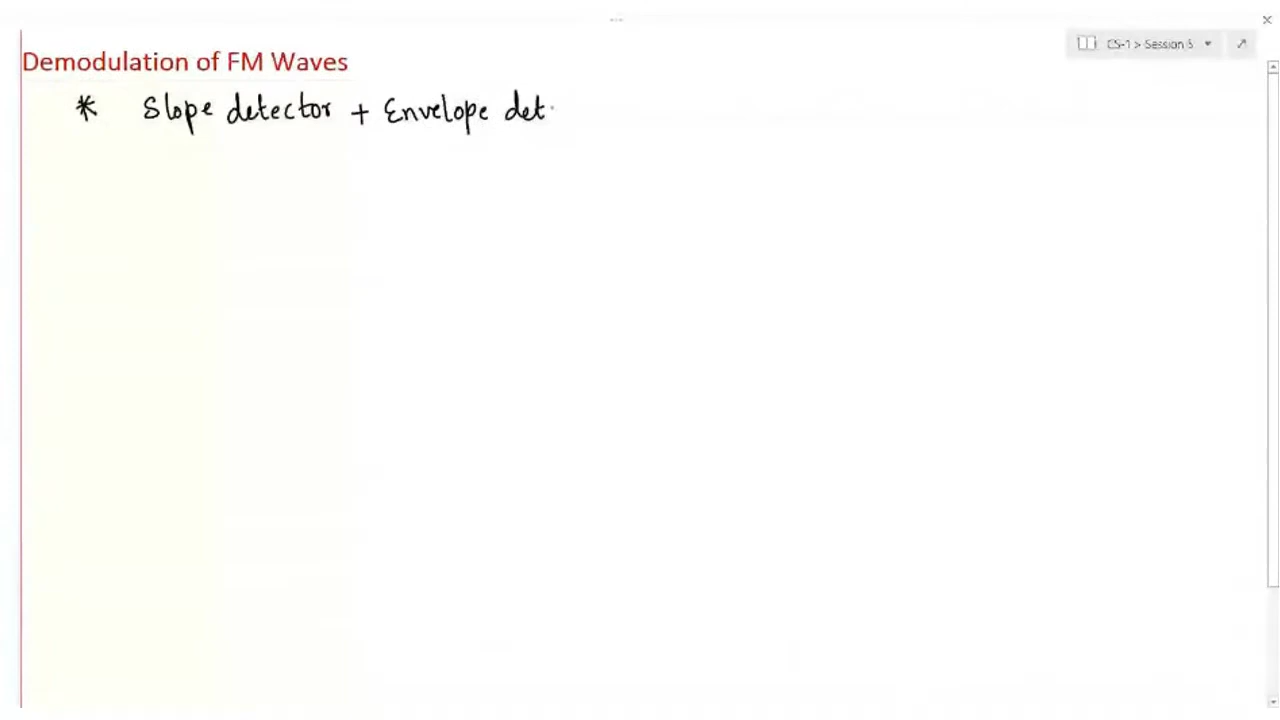 CS-1 > Session 5
Demodulation of FM Waves
* Slope detector + Envelope det